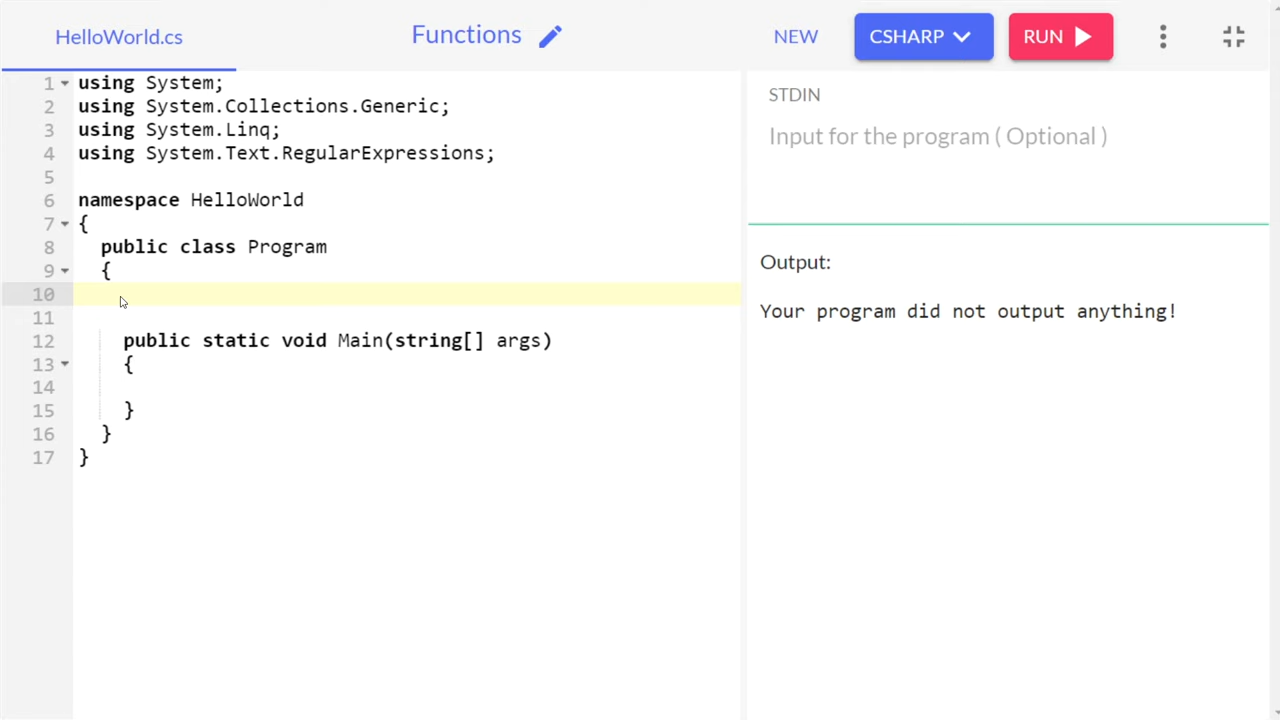 HelloWorld.cs
Functions
NEW
CSHARP
RUN
1 using System;
2 using System.Collections.Generic;
3 using System.Linq;
4 using System.Text.RegularExpressions;
5
6 namespace HelloWorld
7 {
8 public class Program
9 {
10
11
12 public static void Main(string[] args)
13 {
14
15 }
16 }
17 }
STDIN
Input for the program ( Optional )
Output:
Your program did not output anything!